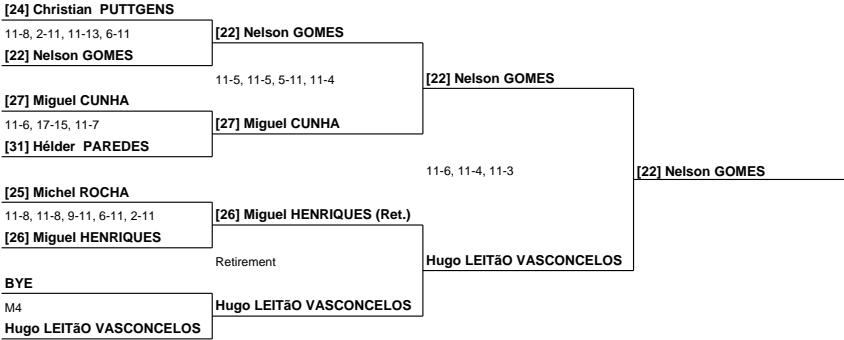 [24] Christian  PUTTGENS
11-8, 2-11, 11-13, 6-11
[22] Nelson GOMES
[22] Nelson GOMES
11-5, 11-5, 5-11, 11-4
[22] Nelson GOMES
[27] Miguel CUNHA
11-6, 17-15, 11-7
[27] Miguel CUNHA
[31] Hélder  PAREDES
11-6, 11-4, 11-3
[22] Nelson GOMES
[25] Michel ROCHA
11-8, 11-8, 9-11, 6-11, 2-11
[26] Miguel HENRIQUES (Ret.)
[26] Miguel HENRIQUES
Retirement
Hugo LEITãO VASCONCELOS
BYE
M4
Hugo LEITãO VASCONCELOS
Hugo LEITãO VASCONCELOS